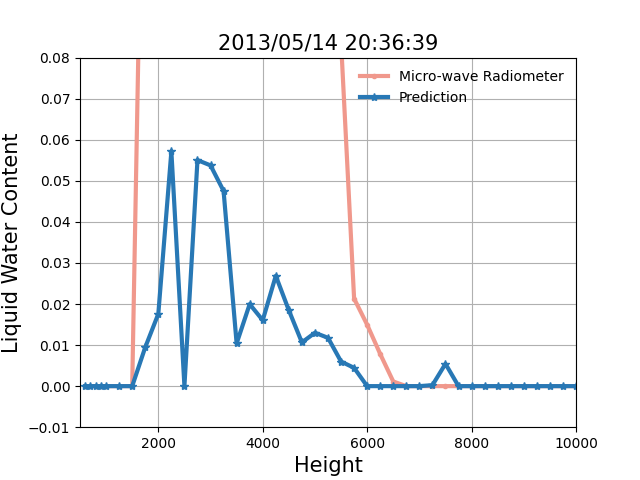 2013/05/14 20:36:39
Micro-wave Radiometer
Prediction
Liquid Water Content
0.08
0.07
0.06
0.05
0.04
0.03
0.02
0.01
0.00
−0.01
2000 4000 6000 8000 10000
Height